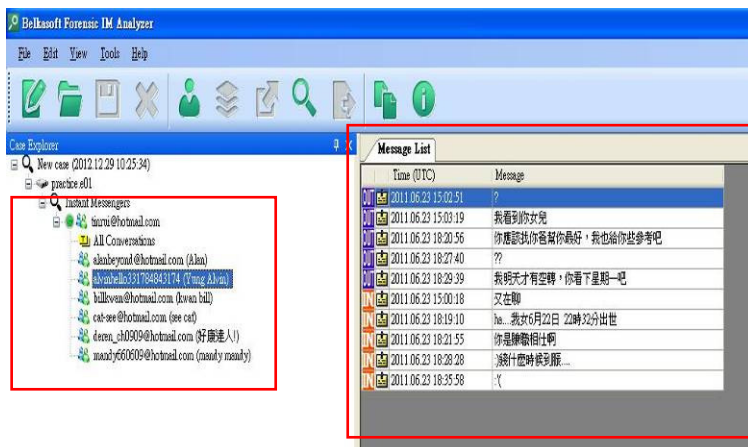 Belkasoft Forensic IM Analyzer
File Edit View Tools Help
Case Explorer
New case (2012.12.29 10:25:34)
practice.e01
Instant Messengers
tinrui@hotmail.com
All Conversations
alanbeyond@hotmail.com (Alan)
alvinhello331784843174 (Yung Alvin)
billkwan@hotmail.com (kwan bill)
cat-see@hotmail.com (see cat)
deren_ch0909@hotmail.com (好康達人!)
mandy660609@hotmail.com (mandy mandy)
Message List
Time (UTC) Message
OUT 2011.06.23 15:02:51 ?
OUT 2011.06.23 15:03:19 我看到你女兒
OUT 2011.06.23 18:20:56 你應該找你爸幫你最好，我也給你些參考吧
OUT 2011.06.23 18:27:40 ??
OUT 2011.06.23 18:29:39 我明天才有空轉，你看下星期一吧
IN 2011.06.23 15:00:18 又在聊
IN 2011.06.23 18:19:10 ha....我女6月22日 22時32分出世
IN 2011.06.23 18:21:55 你是陳職相仕啊
IN 2011.06.23 18:28:28 :)錢什麼時候到賬....
IN 2011.06.23 18:35:58 :'(